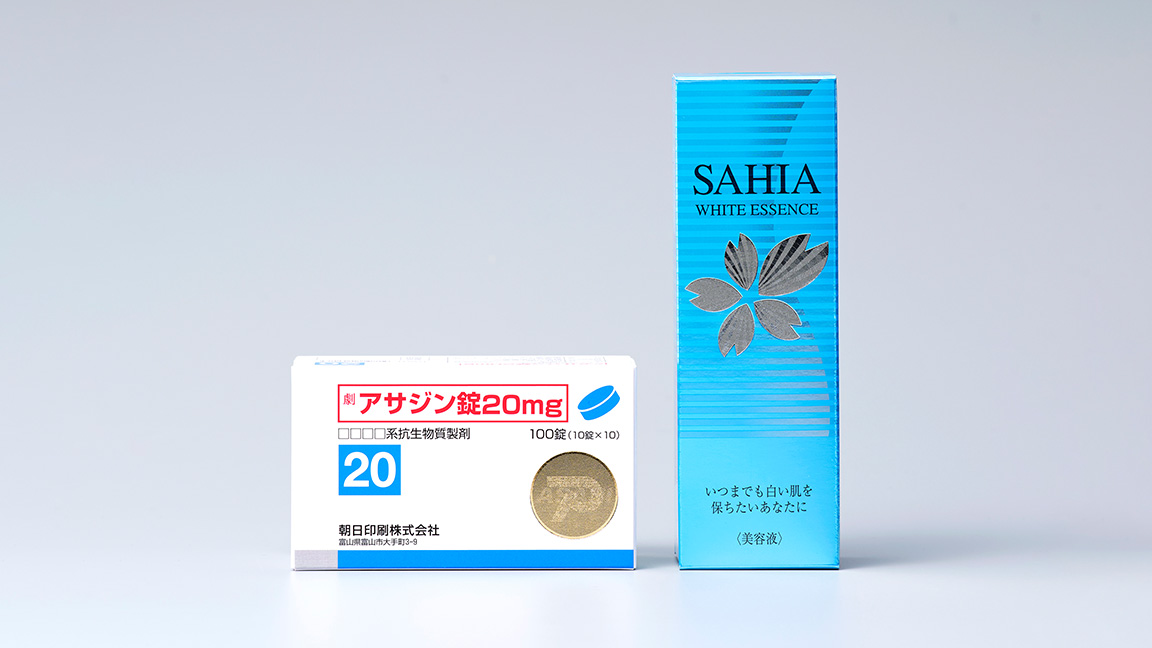 劇 アサジン錠20mg
□□□□系抗生物質製剤
100錠(10錠×10)
20
朝日印刷株式会社
富山県富山市大手町3-9
SAHIA
WHITE ESSENCE
いつまでも白い肌を
保ちたいあなたに
〈美容液〉